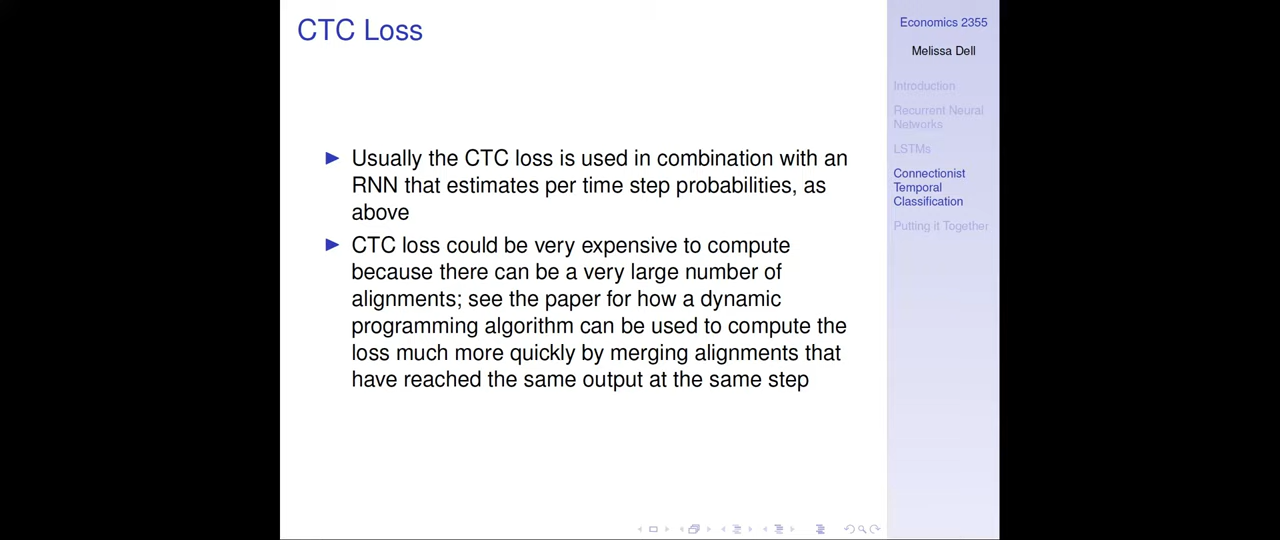 CTC Loss
Usually the CTC loss is used in combination with an
RNN that estimates per time step probabilities, as
above
CTC loss could be very expensive to compute
because there can be a very large number of
alignments; see the paper for how a dynamic
programming algorithm can be used to compute the
loss much more quickly by merging alignments that
have reached the same output at the same step
Economics 2355
Melissa Dell
Introduction
Recurrent Neural
Networks
LSTMs
Connectionist
Temporal
Classification
Putting it Together